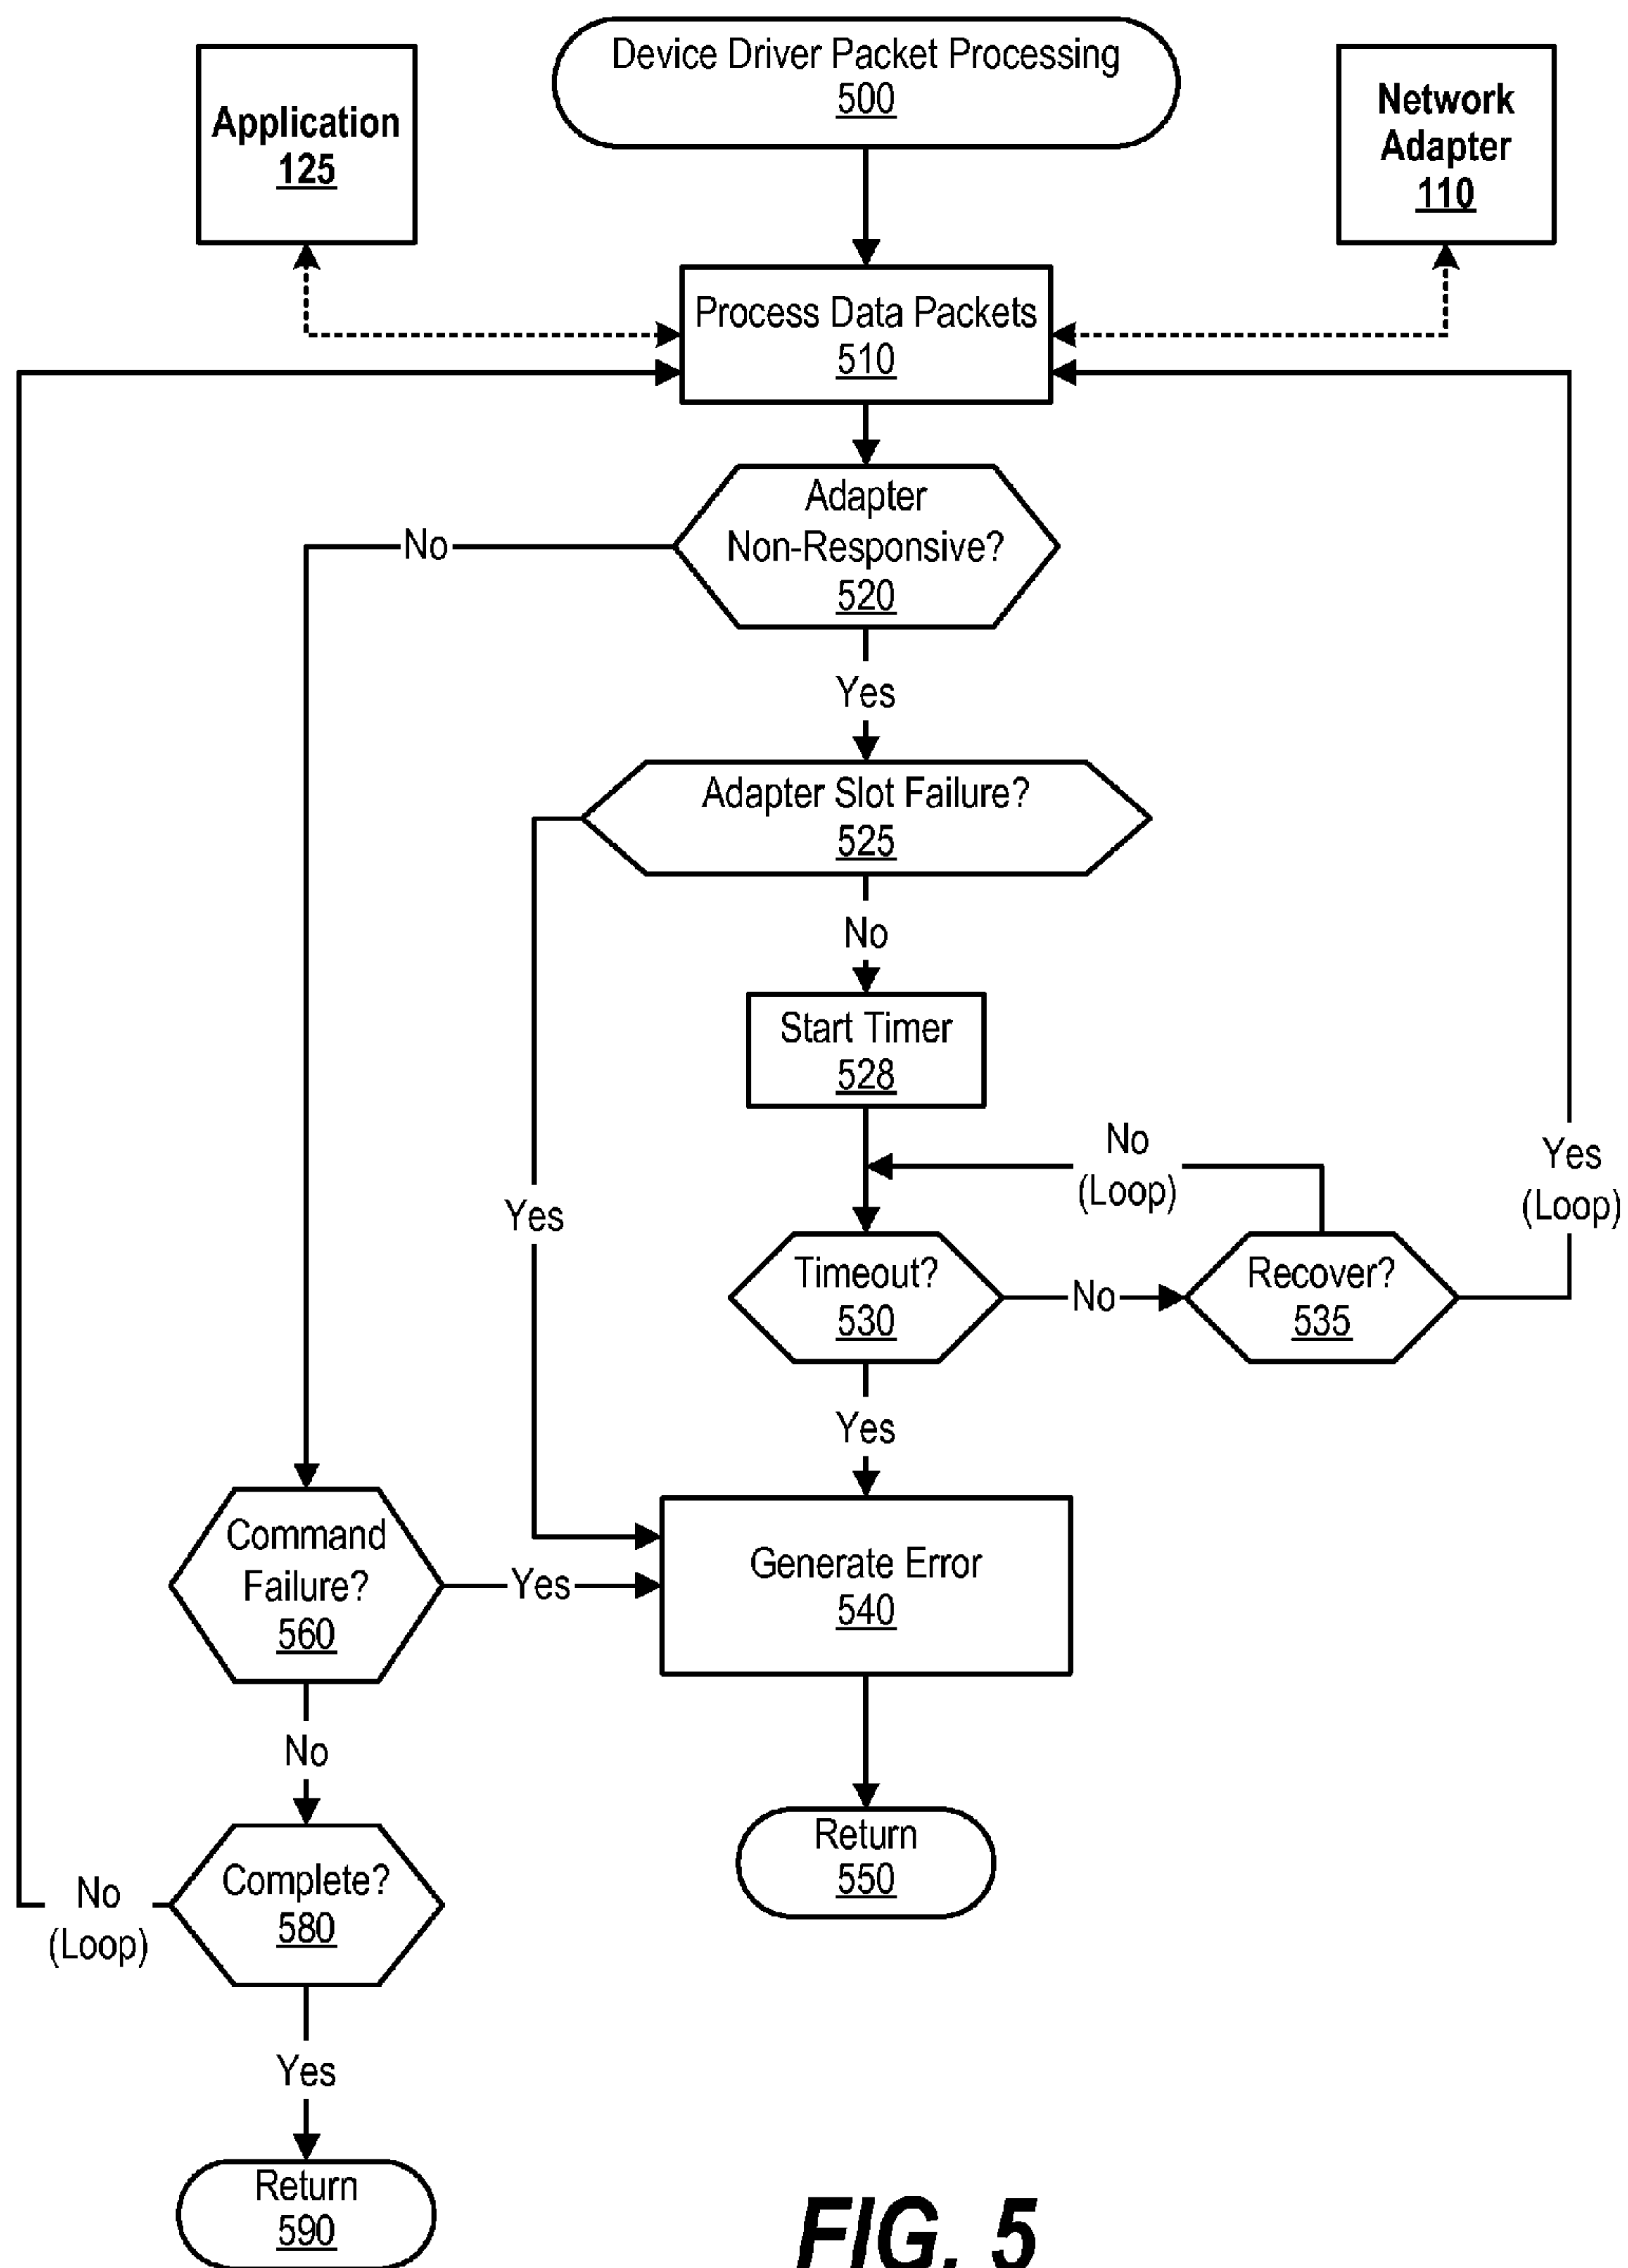 Device Driver Packet Processing
500
Application
125
Network
Adapter
110
Process Data Packets
510
Adapter
Non-Responsive?
520
No
Yes
Adapter Slot Failure?
525
No
Start Timer
528
No
(Loop)
Yes
(Loop)
Yes
Timeout?
530
No
Recover?
535
Yes
Command
Failure?
560
Yes
Generate Error
540
No
Return
550
Complete?
580
No
(Loop)
Yes
Return
590
FIG. 5